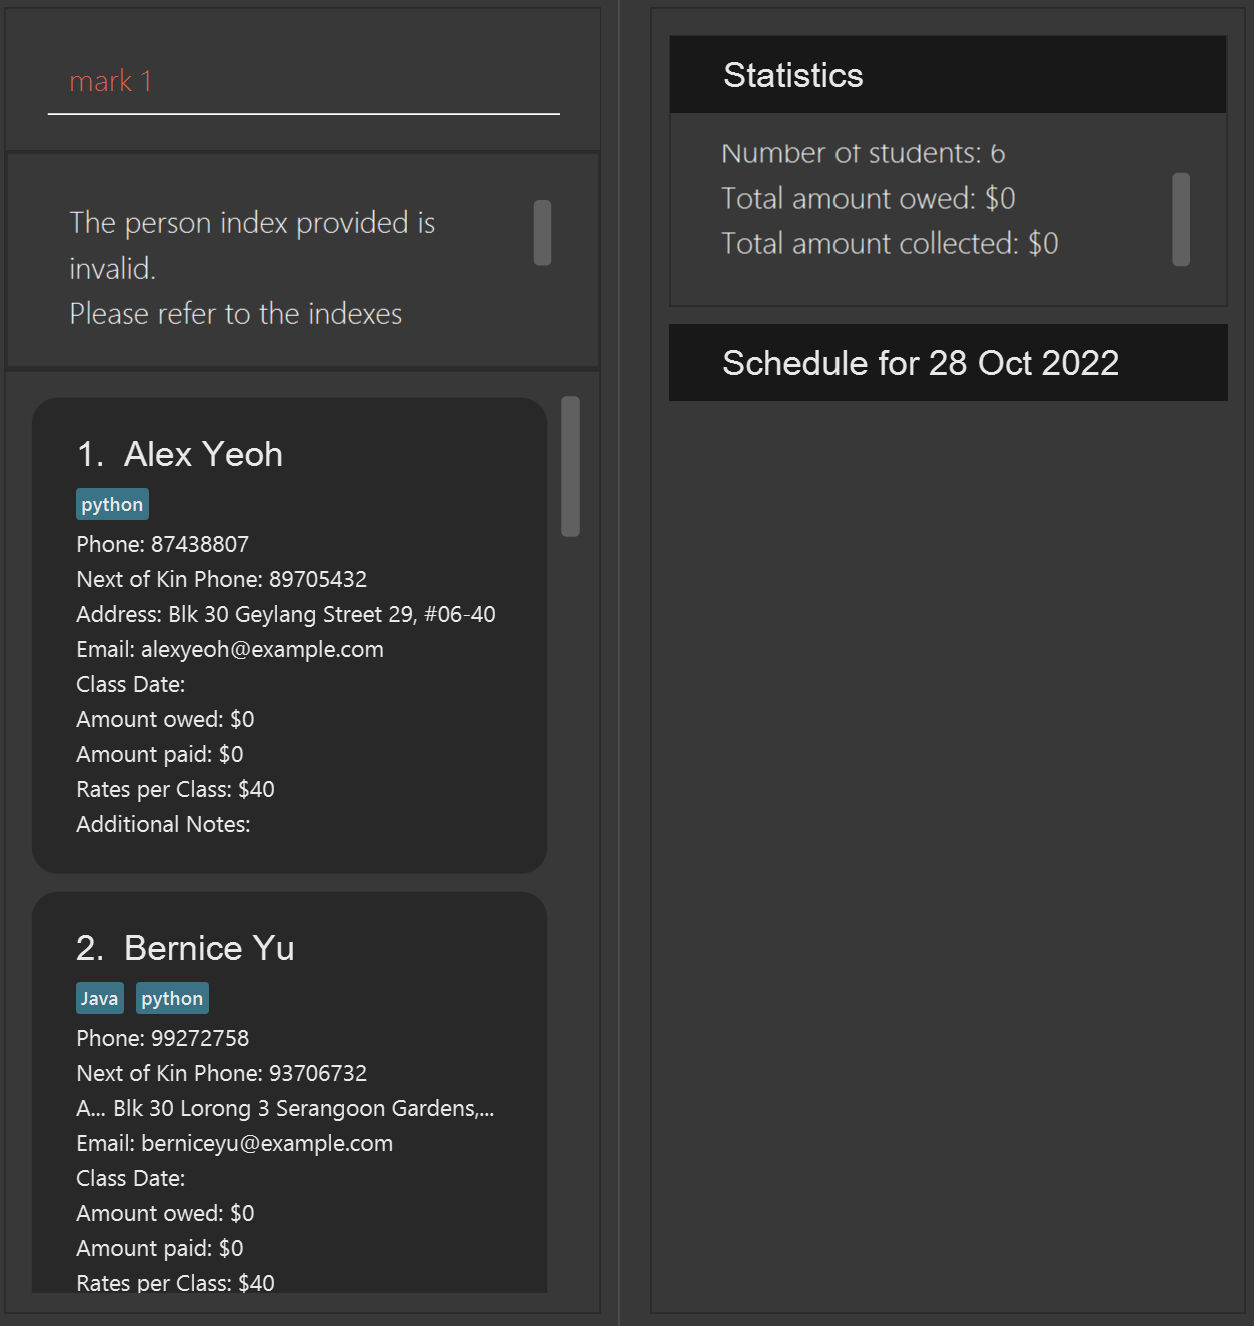 mark 1
The person index provided is
invalid.
Please refer to the indexes
1. Alex Yeoh
python
Phone: 87438807
Next of Kin Phone: 89705432
Address: Blk 30 Geylang Street 29, #06-40
Email: alexyeoh@example.com
Class Date:
Amount owed: $0
Amount paid: $0
Rates per Class: $40
Additional Notes:
2. Bernice Yu
Java python
Phone: 99272758
Next of Kin Phone: 93706732
A... Blk 30 Lorong 3 Serangoon Gardens,...
Email: berniceyu@example.com
Class Date:
Amount owed: $0
Amount paid: $0
Rates per Class: $40
Statistics
Number of students: 6
Total amount owed: $0
Total amount collected: $0
Schedule for 28 Oct 2022